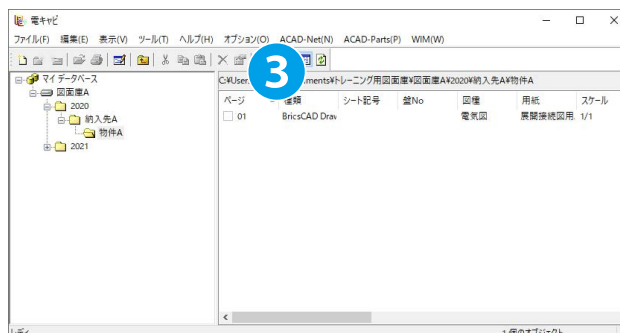 電キャビ
ファイル(F) 編集(E) 表示(V) ツール(T) ヘルプ(H) オプション(O) ACAD-Net(N) ACAD-Parts(P) WIM(W)
3
マイ データベース
図面庫A
2020
納入先A
物件A
2021
C:¥User ments¥トレーニング用図面庫¥図面庫A¥2020¥納入先A¥物件A
ページ 種類 シート記号 盤No 図種 用紙 スケール
01 BricsCAD Draw 電気図 展開接続図用. 1/1
レディ
1 個のオブジェクト